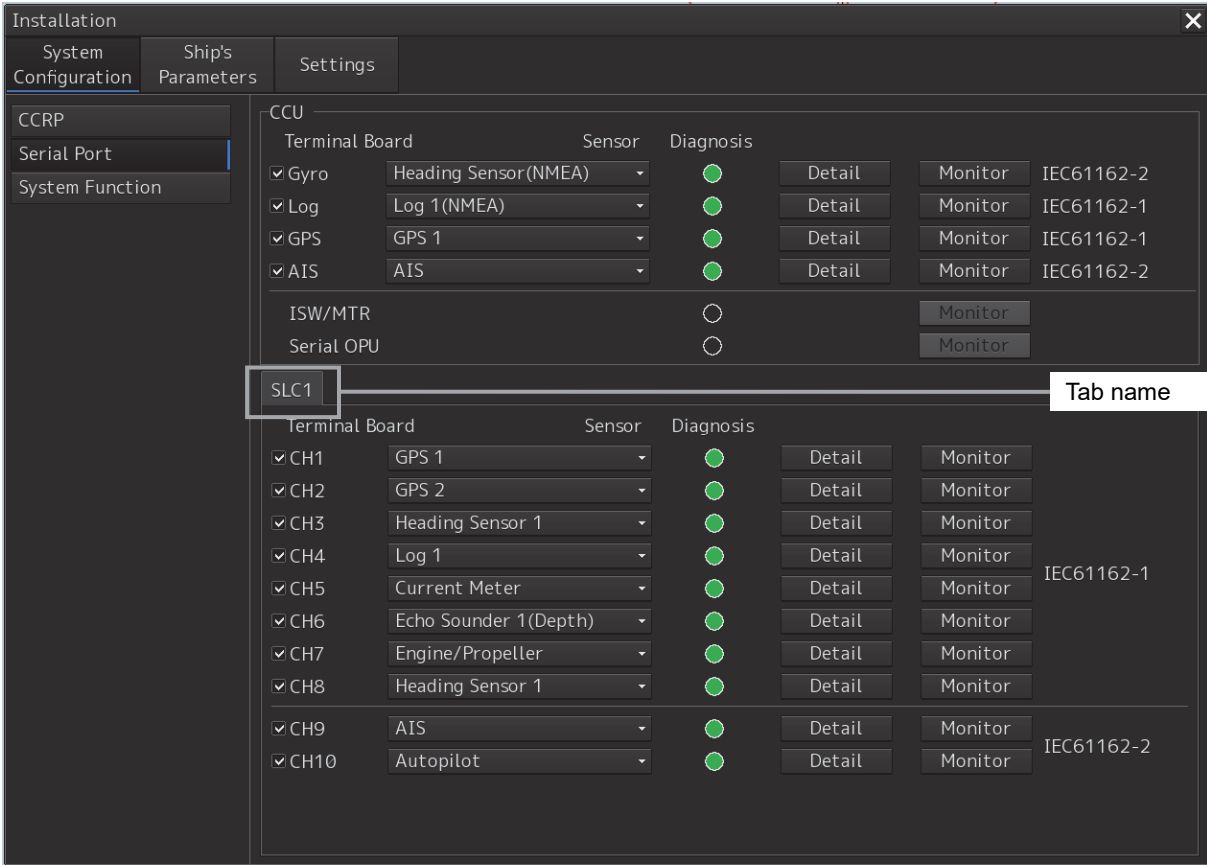 Installation
System Configuration
Ship's Parameters
Settings
CCRP
Serial Port
System Function
CCU
Terminal Board Sensor Diagnosis
Gyro Heading Sensor(NMEA) Detail Monitor IEC61162-2
Log Log 1(NMEA) Detail Monitor IEC61162-1
GPS GPS 1 Detail Monitor IEC61162-1
AIS AIS Detail Monitor IEC61162-2
ISW/MTR Monitor
Serial OPU Monitor
SLC1
Tab name
Terminal Board Sensor Diagnosis
CH1 GPS 1 Detail Monitor
CH2 GPS 2 Detail Monitor
CH3 Heading Sensor 1 Detail Monitor
CH4 Log 1 Detail Monitor
IEC61162-1
CH5 Current Meter Detail Monitor
CH6 Echo Sounder 1(Depth) Detail Monitor
CH7 Engine/Propeller Detail Monitor
CH8 Heading Sensor 1 Detail Monitor
CH9 AIS Detail Monitor
IEC61162-2
CH10 Autopilot Detail Monitor